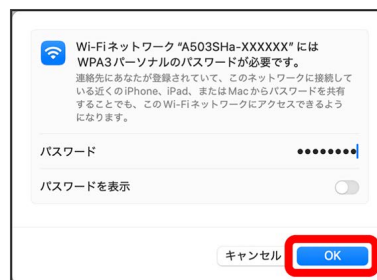 Wi-Fiネットワーク“A503SHa-XXXXXX”には
WPA3パーソナルのパスワードが必要です。
連絡先にあなたが登録されていて、このネットワークに接続して
いる近くのiPhone、iPad、またはMacからパスワードを共有
することでも、このWi-Fiネットワークにアクセスできるよう
になります。
パスワード ••••••••
パスワードを表示
キャンセル OK